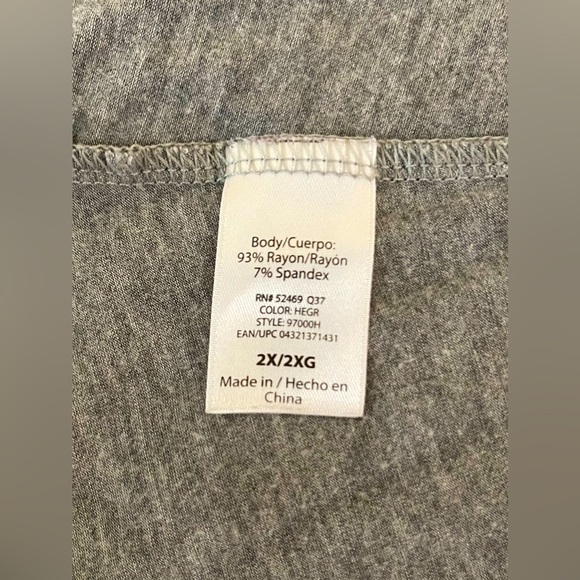 Body/Cuerpo:
93% Rayon/Rayón
7% Spandex
RN# 52469 Q37
COLOR: HEGR
STYLE: 97000H
EAN/UPC 04321371431
2X/2XG
Made in / Hecho en
China